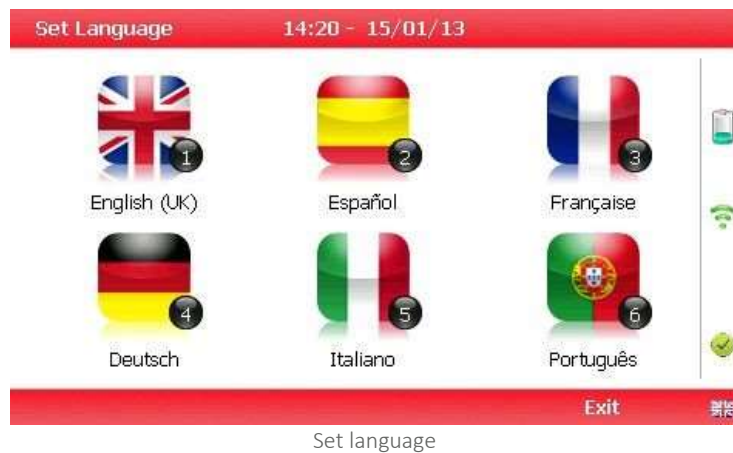 Set Language 14:20 - 15/01/13
1 2 3
English (UK) Español Française
4 5 6
Deutsch Italiano Português
Exit
Set language